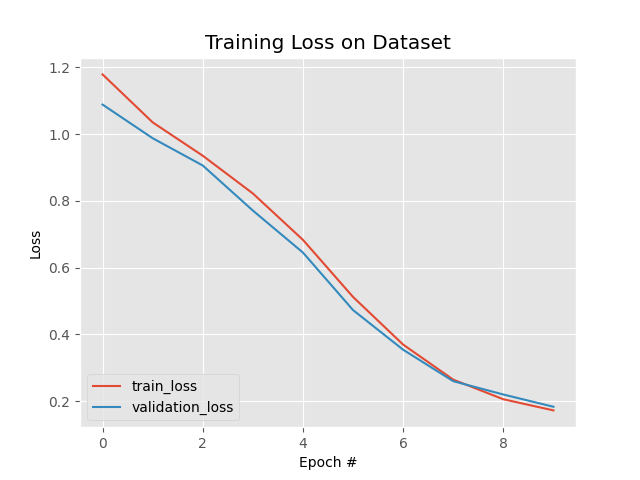 Training Loss on Dataset
1.2
1.0
0.8
0.6
0.4
0.2
Loss
train_loss
validation_loss
0 2 4 6 8
Epoch #